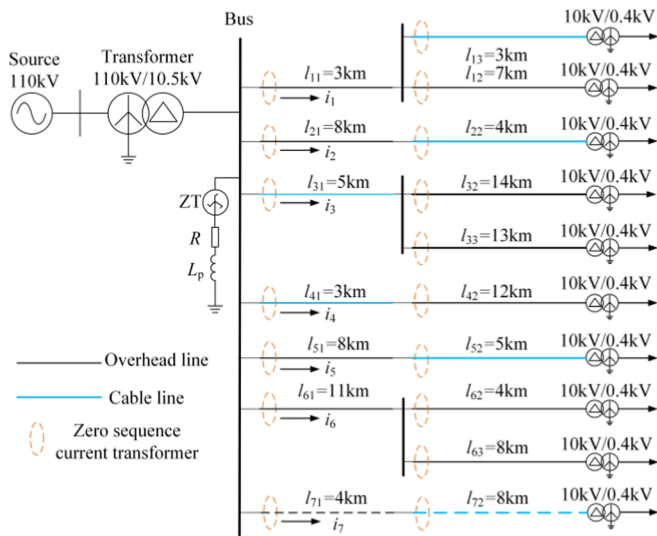 Bus
Source
110kV
Transformer
110kV/10.5kV
ZT
R
Lp
Overhead line
Cable line
Zero sequence
current transformer
10kV/0.4kV
l13=3km
l11=3km
l12=7km
10kV/0.4kV
i1
l21=8km
l22=4km
10kV/0.4kV
i2
l31=5km
l32=14km
10kV/0.4kV
i3
l33=13km
10kV/0.4kV
l41=3km
l42=12km
10kV/0.4kV
i4
l51=8km
l52=5km
10kV/0.4kV
i5
l61=11km
l62=4km
10kV/0.4kV
i6
l63=8km
10kV/0.4kV
l71=4km
l72=8km
10kV/0.4kV
i7